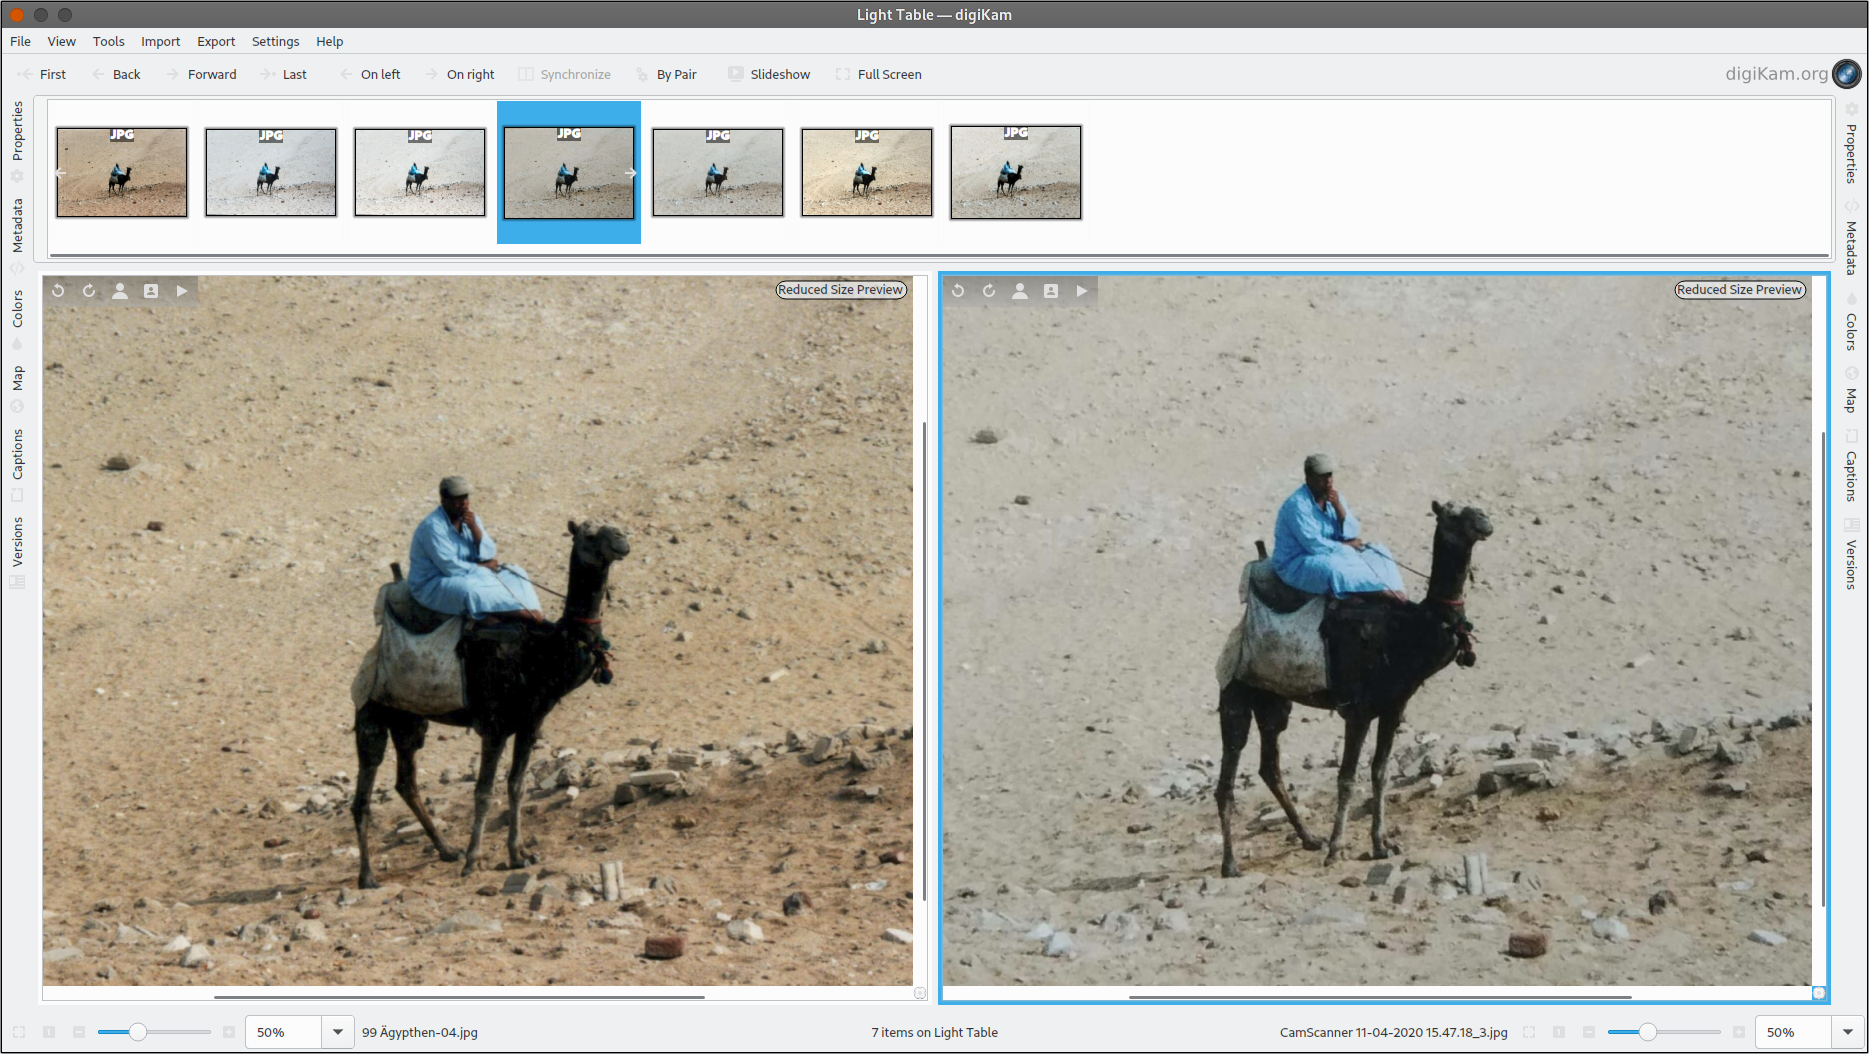 Light Table — digiKam
File View Tools Import Export Settings Help
First Back Forward Last On left On right Synchronize By Pair Slideshow Full Screen digiKam.org
Properties
Metadata
Colors
Map
Captions
Versions
JPG JPG JPG JPG JPG JPG JPG
Reduced Size Preview
Reduced Size Preview
Properties
Metadata
Colors
Map
Captions
Versions
50% 99 Ägypthen-04.jpg 7 items on Light Table CamScanner 11-04-2020 15.47.18_3.jpg 50%